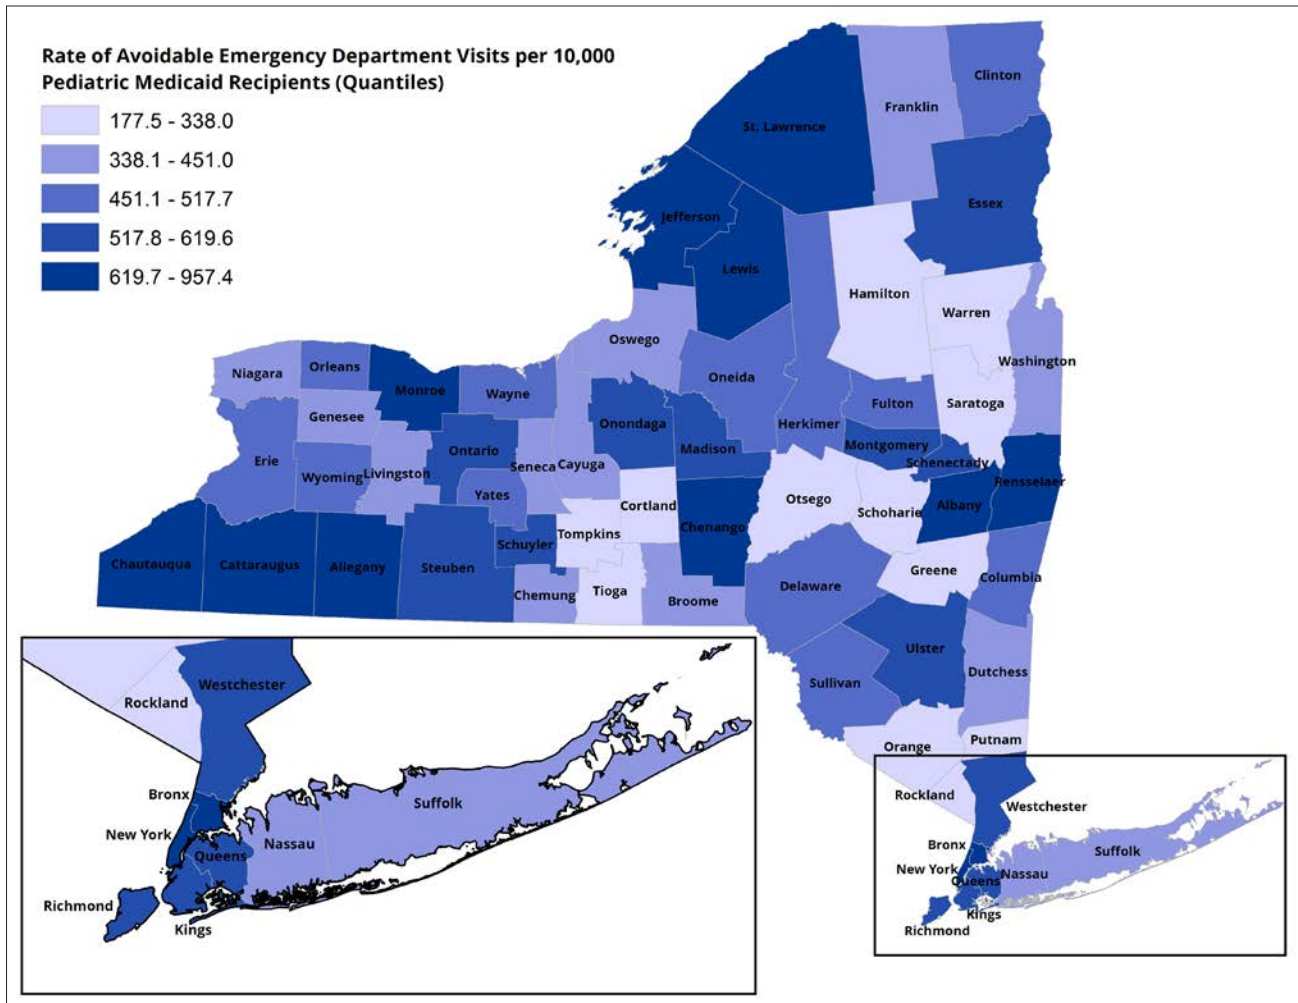 Rate of Avoidable Emergency Department Visits per 10,000
Pediatric Medicaid Recipients (Quantiles)
177.5 - 338.0
338.1 - 451.0
451.1 - 517.7
517.8 - 619.6
619.7 - 957.4
Clinton
Franklin
St. Lawrence
Essex
Jefferson
Lewis
Hamilton
Warren
Oswego
Washington
Orleans
Niagara
Monroe
Wayne
Oneida
Fulton
Saratoga
Genesee
Onondaga
Herkimer
Montgomery
Madison
Ontario
Erie
Wyoming
Livingston
Seneca
Cayuga
Schenectady
Rensselaer
Yates
Cortland
Otsego
Schoharie
Albany
Chenango
Tompkins
Schuyler
Chautauqua
Cattaraugus
Allegany
Steuben
Greene
Columbia
Tioga
Delaware
Chemung
Broome
Ulster
Dutchess
Sullivan
Putnam
Orange
Rockland
Westchester
Bronx
New York
Queens
Nassau
Suffolk
Richmond
Kings
Rockland
Westchester
Bronx
New York
Queens
Nassau
Suffolk
Kings
Richmond